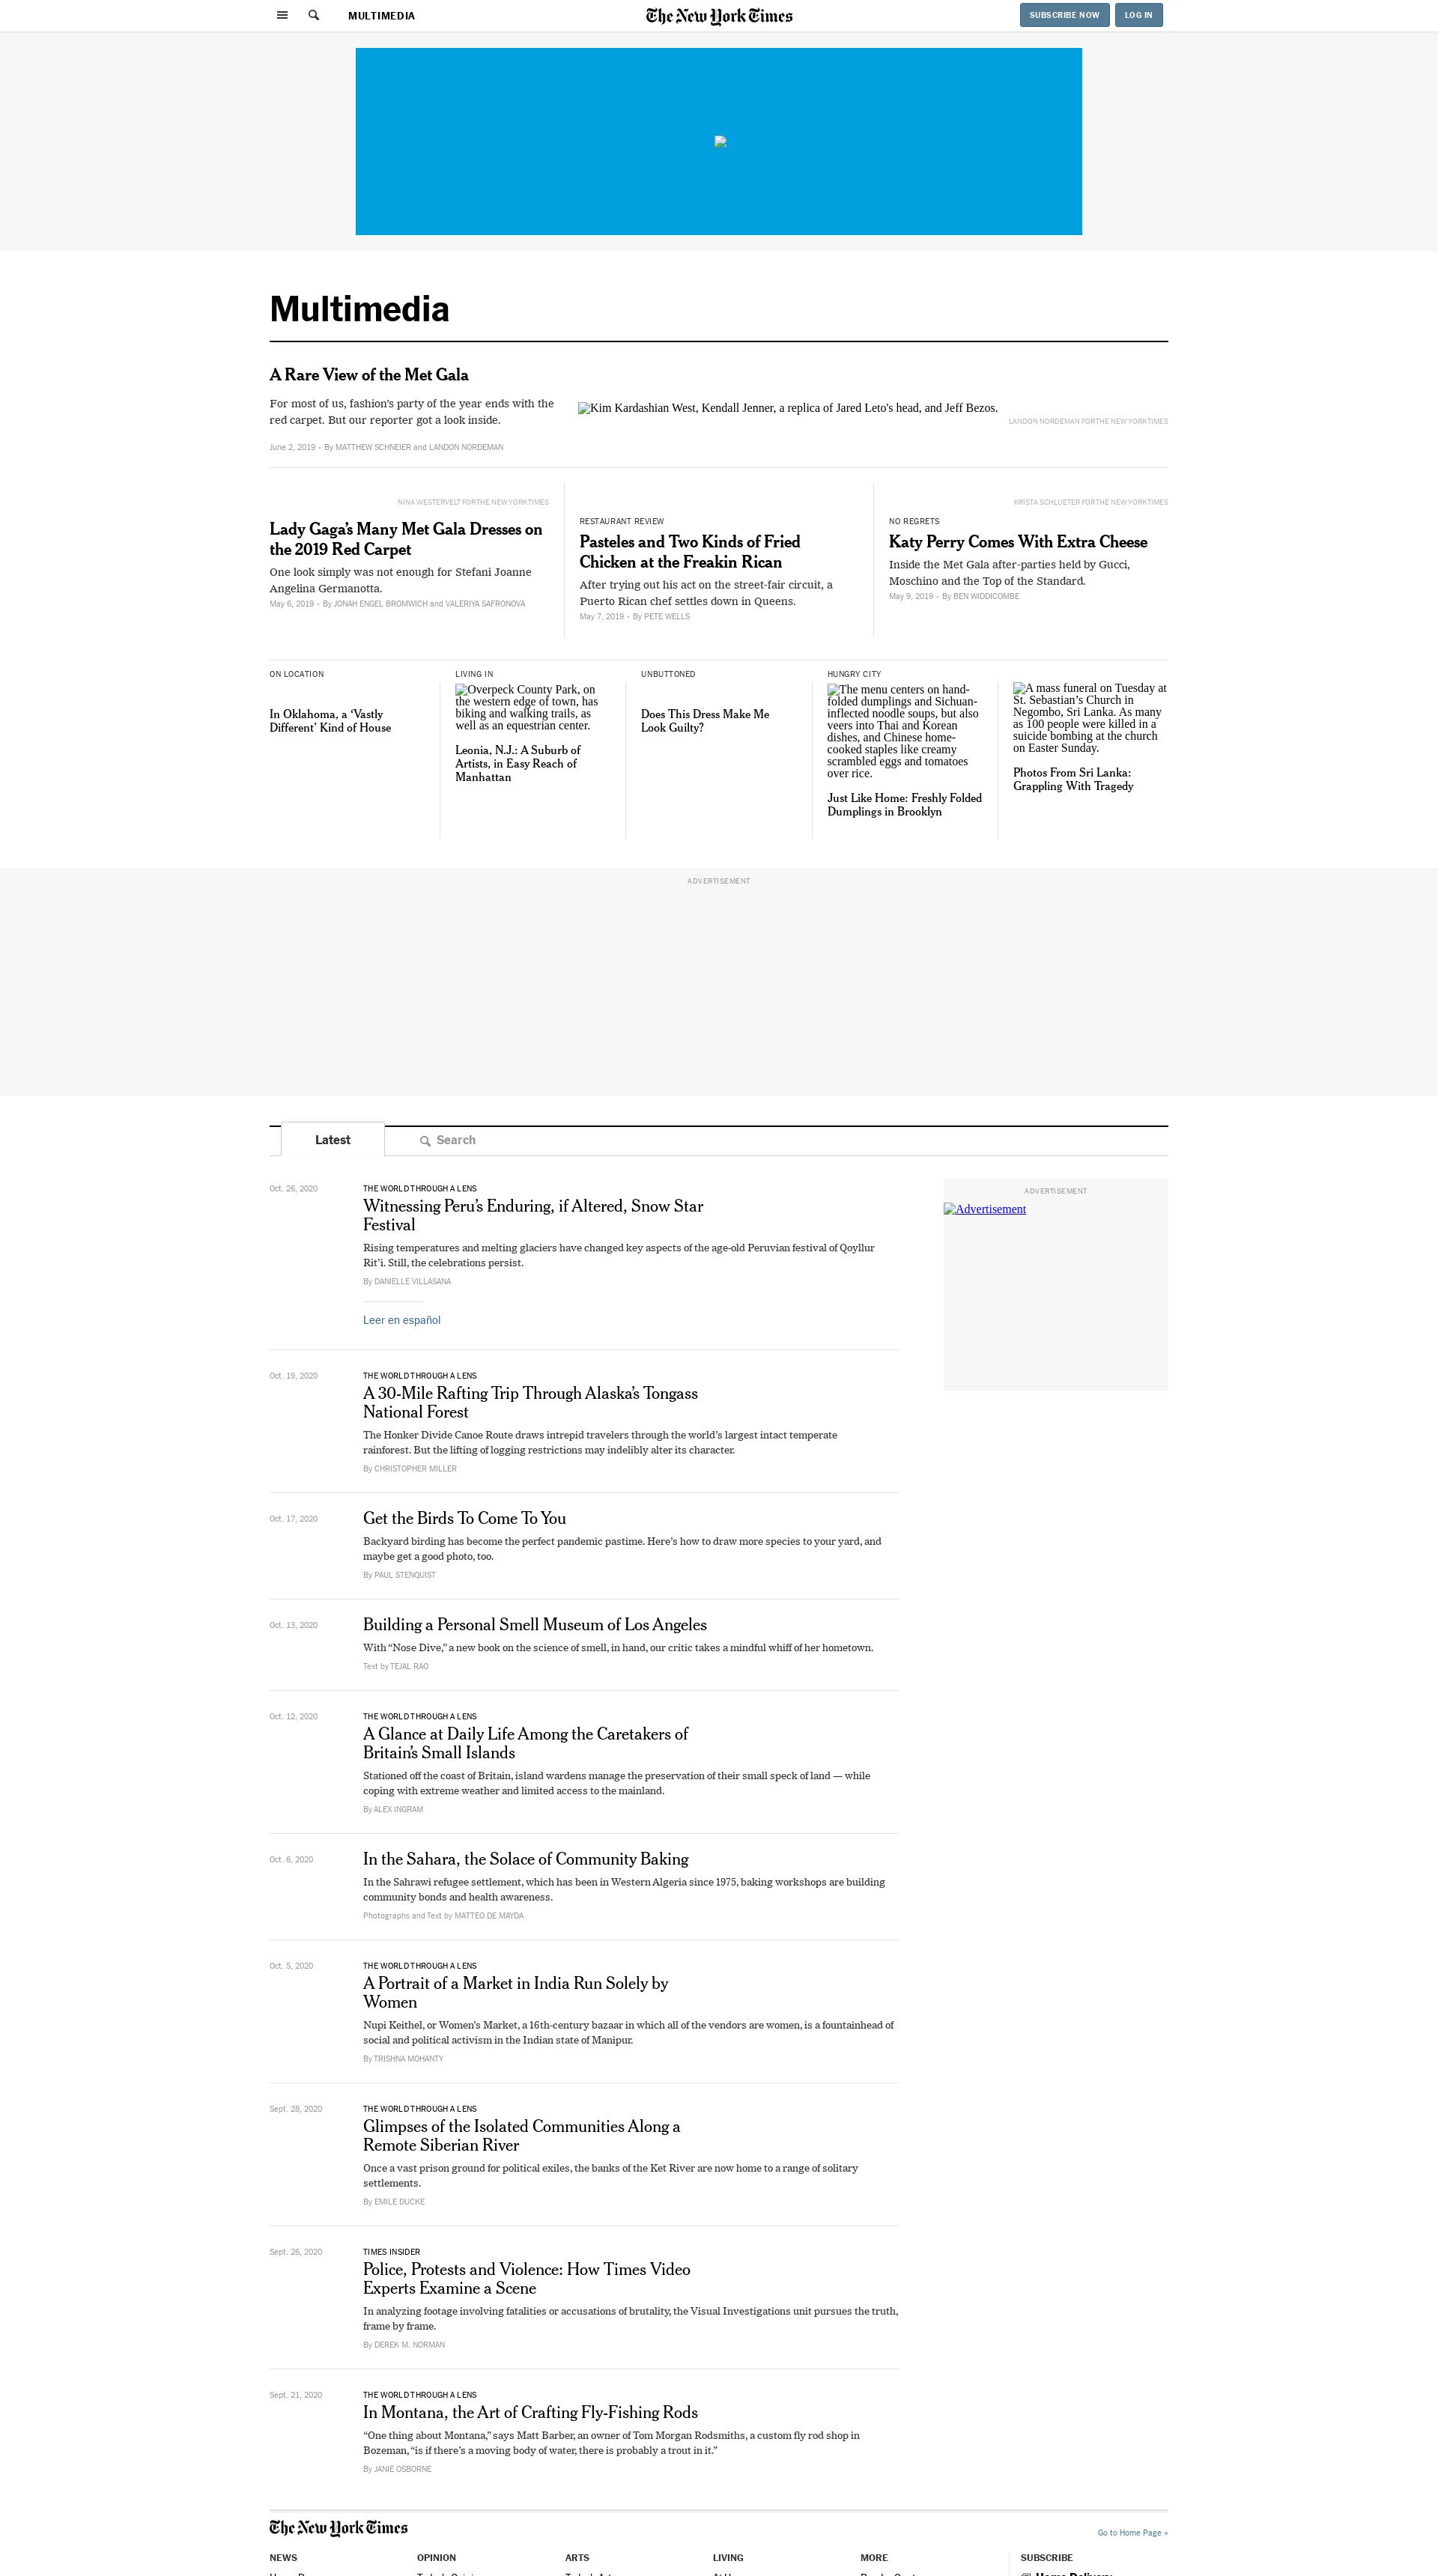 MULTIMEDIA
The New York Times
SUBSCRIBE NOW
LOG IN
Multimedia
A Rare View of the Met Gala
For most of us, fashion’s party of the year ends with the
red carpet. But our reporter got a look inside.
June 2, 2019 • By MATTHEW SCHNEIER and LANDON NORDEMAN
Kim Kardashian West, Kendall Jenner, a replica of Jared Leto's head, and Jeff Bezos.
LANDON NORDEMAN FOR THE NEW YORK TIMES
NINA WESTERVELT FOR THE NEW YORK TIMES
Lady Gaga’s Many Met Gala Dresses on
the 2019 Red Carpet
One look simply was not enough for Stefani Joanne
Angelina Germanotta.
May 6, 2019 • By JONAH ENGEL BROMWICH and VALERIYA SAFRONOVA
RESTAURANT REVIEW
Pasteles and Two Kinds of Fried
Chicken at the Freakin Rican
After trying out his act on the street-fair circuit, a
Puerto Rican chef settles down in Queens.
May 7, 2019 • By PETE WELLS
KRISTA SCHLUETER FOR THE NEW YORK TIMES
NO REGRETS
Katy Perry Comes With Extra Cheese
Inside the Met Gala after-parties held by Gucci,
Moschino and the Top of the Standard.
May 9, 2019 • By BEN WIDDICOMBE
ON LOCATION
In Oklahoma, a ‘Vastly
Different’ Kind of House
LIVING IN
Overpeck County Park, on
the western edge of town, has
biking and walking trails, as
well as an equestrian center.
Leonia, N.J.: A Suburb of
Artists, in Easy Reach of
Manhattan
UNBUTTONED
Does This Dress Make Me
Look Guilty?
HUNGRY CITY
The menu centers on hand-
folded dumplings and Sichuan-
inflected noodle soups, but also
veers into Thai and Korean
dishes, and Chinese home-
cooked staples like creamy
scrambled eggs and tomatoes
over rice.
Just Like Home: Freshly Folded
Dumplings in Brooklyn
A mass funeral on Tuesday at
St. Sebastian’s Church in
Negombo, Sri Lanka. As many
as 100 people were killed in a
suicide bombing at the church
on Easter Sunday.
Photos From Sri Lanka:
Grappling With Tragedy
ADVERTISEMENT
Latest
Search
Oct. 26, 2020
THE WORLD THROUGH A LENS
Witnessing Peru’s Enduring, if Altered, Snow Star
Festival
Rising temperatures and melting glaciers have changed key aspects of the age-old Peruvian festival of Qoyllur
Rit’i. Still, the celebrations persist.
By DANIELLE VILLASANA
Leer en español
ADVERTISEMENT
Advertisement
Oct. 19, 2020
THE WORLD THROUGH A LENS
A 30-Mile Rafting Trip Through Alaska’s Tongass
National Forest
The Honker Divide Canoe Route draws intrepid travelers through the world’s largest intact temperate
rainforest. But the lifting of logging restrictions may indelibly alter its character.
By CHRISTOPHER MILLER
Oct. 17, 2020
Get the Birds To Come To You
Backyard birding has become the perfect pandemic pastime. Here’s how to draw more species to your yard, and
maybe get a good photo, too.
By PAUL STENQUIST
Oct. 13, 2020
Building a Personal Smell Museum of Los Angeles
With “Nose Dive,” a new book on the science of smell, in hand, our critic takes a mindful whiff of her hometown.
Text by TEJAL RAO
Oct. 12, 2020
THE WORLD THROUGH A LENS
A Glance at Daily Life Among the Caretakers of
Britain’s Small Islands
Stationed off the coast of Britain, island wardens manage the preservation of their small speck of land — while
coping with extreme weather and limited access to the mainland.
By ALEX INGRAM
Oct. 6, 2020
In the Sahara, the Solace of Community Baking
In the Sahrawi refugee settlement, which has been in Western Algeria since 1975, baking workshops are building
community bonds and health awareness.
Photographs and Text by MATTEO DE MAYDA
Oct. 5, 2020
THE WORLD THROUGH A LENS
A Portrait of a Market in India Run Solely by
Women
Nupi Keithel, or Women’s Market, a 16th-century bazaar in which all of the vendors are women, is a fountainhead of
social and political activism in the Indian state of Manipur.
By TRISHNA MOHANTY
Sept. 28, 2020
THE WORLD THROUGH A LENS
Glimpses of the Isolated Communities Along a
Remote Siberian River
Once a vast prison ground for political exiles, the banks of the Ket River are now home to a range of solitary
settlements.
By EMILE DUCKE
Sept. 26, 2020
TIMES INSIDER
Police, Protests and Violence: How Times Video
Experts Examine a Scene
In analyzing footage involving fatalities or accusations of brutality, the Visual Investigations unit pursues the truth,
frame by frame.
By DEREK M. NORMAN
Sept. 21, 2020
THE WORLD THROUGH A LENS
In Montana, the Art of Crafting Fly-Fishing Rods
“One thing about Montana,” says Matt Barber, an owner of Tom Morgan Rodsmiths, a custom fly rod shop in
Bozeman, “is if there’s a moving body of water, there is probably a trout in it.”
By JANIE OSBORNE
The New York Times
Go to Home Page »
NEWS
OPINION
ARTS
LIVING
MORE
SUBSCRIBE